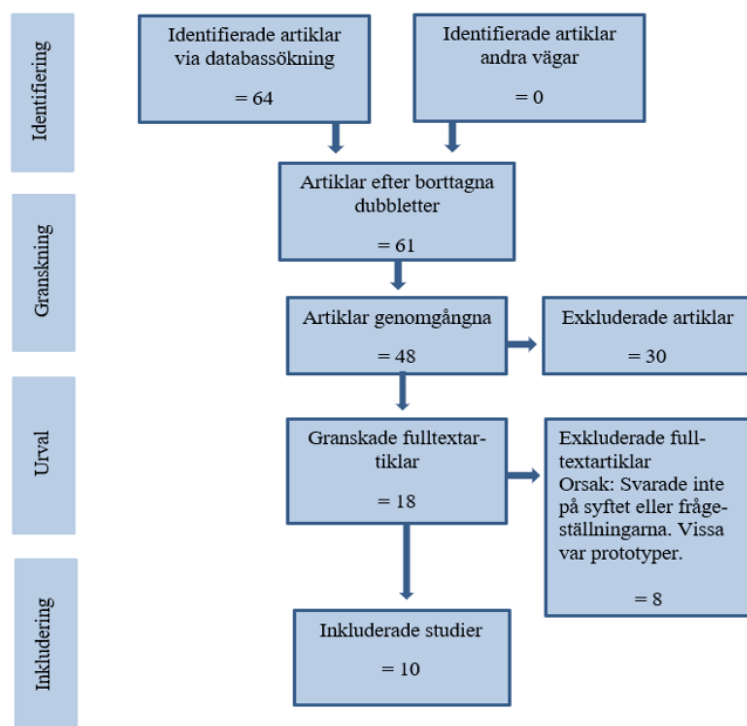 Identifiering
Identifierade artiklar
via databassökning
= 64
Identifierade artiklar
andra vägar
= 0
Artiklar efter borttagna
dubbletter
= 61
Granskning
Artiklar genomgångna
= 48
Exkluderade artiklar
= 30
Urval
Granskade fulltextar-
tiklar
= 18
Exkluderade full-
textartiklar
Orsak: Svarade inte
på syftet eller fråge-
ställningarna. Vissa
var prototyper.
= 8
Inkludering
Inkluderade studier
= 10